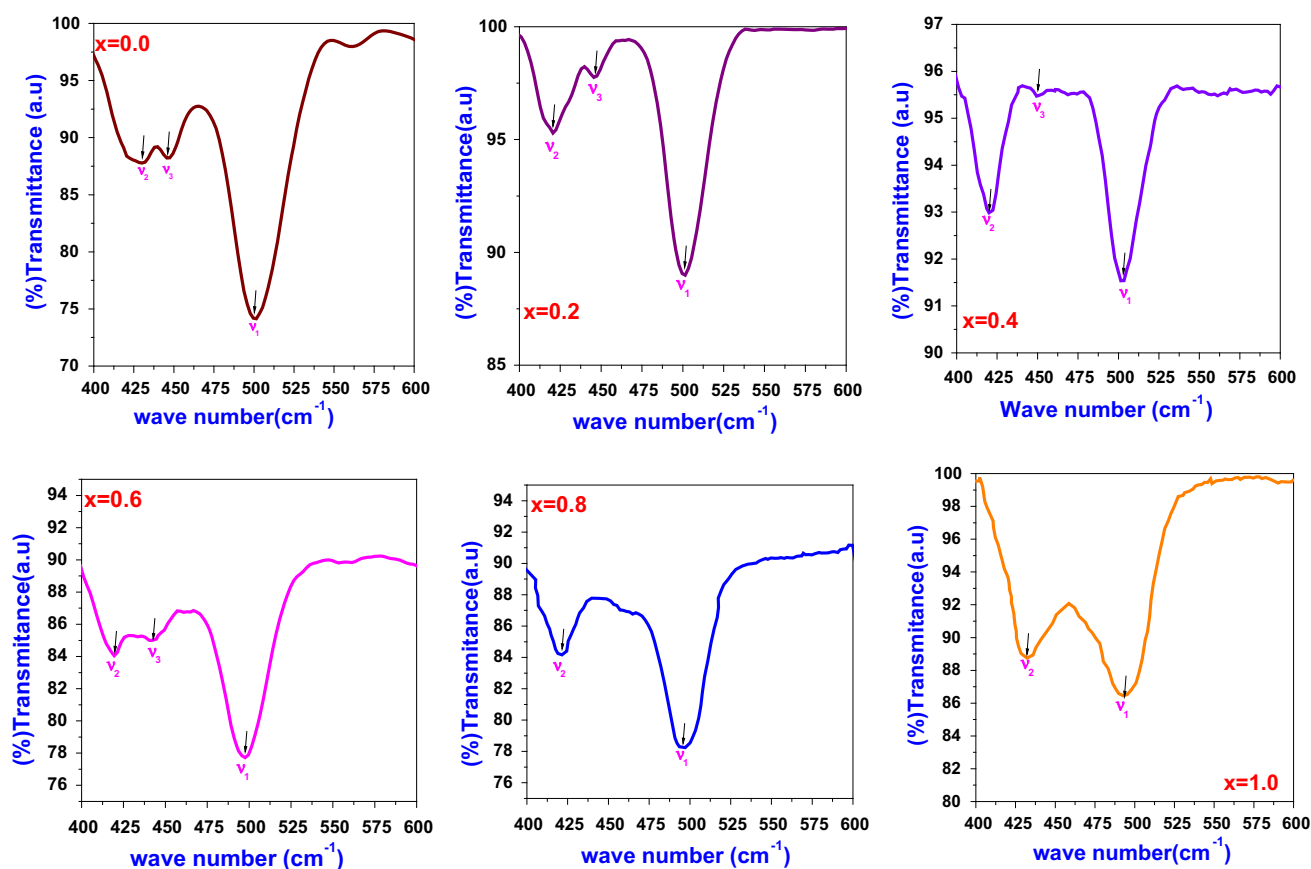 x=0.0
(%)Transmittance (a.u)
100
95
90
85
80
75
70
ν₂
ν₃
ν₁
400 425 450 475 500 525 550 575 600
wave number(cm⁻¹)
x=0.2
(%)Transmittance(a.u)
100
95
90
85
ν₂
ν₃
ν₁
400 425 450 475 500 525 550 575 600
wave number(cm⁻¹)
x=0.4
(%)Transmittance (a.u)
97
96
95
94
93
92
91
90
ν₃
ν₂
ν₁
400 425 450 475 500 525 550 575 600
Wave number (cm⁻¹)
x=0.6
(%)Transmitance(a.u)
94
92
90
88
86
84
82
80
78
76
ν₂
ν₃
ν₁
400 425 450 475 500 525 550 575 600
wave number (cm⁻¹)
x=0.8
(%)Transmitance(a.u)
94
92
90
88
86
84
82
80
78
76
ν₂
ν₁
400 425 450 475 500 525 550 575 600
wave number (cm⁻¹)
x=1.0
(%)Transmitance(a.u)
100
98
96
94
92
90
88
86
84
82
80
ν₂
ν₁
400 425 450 475 500 525 550 575 600
wave number(cm⁻¹)